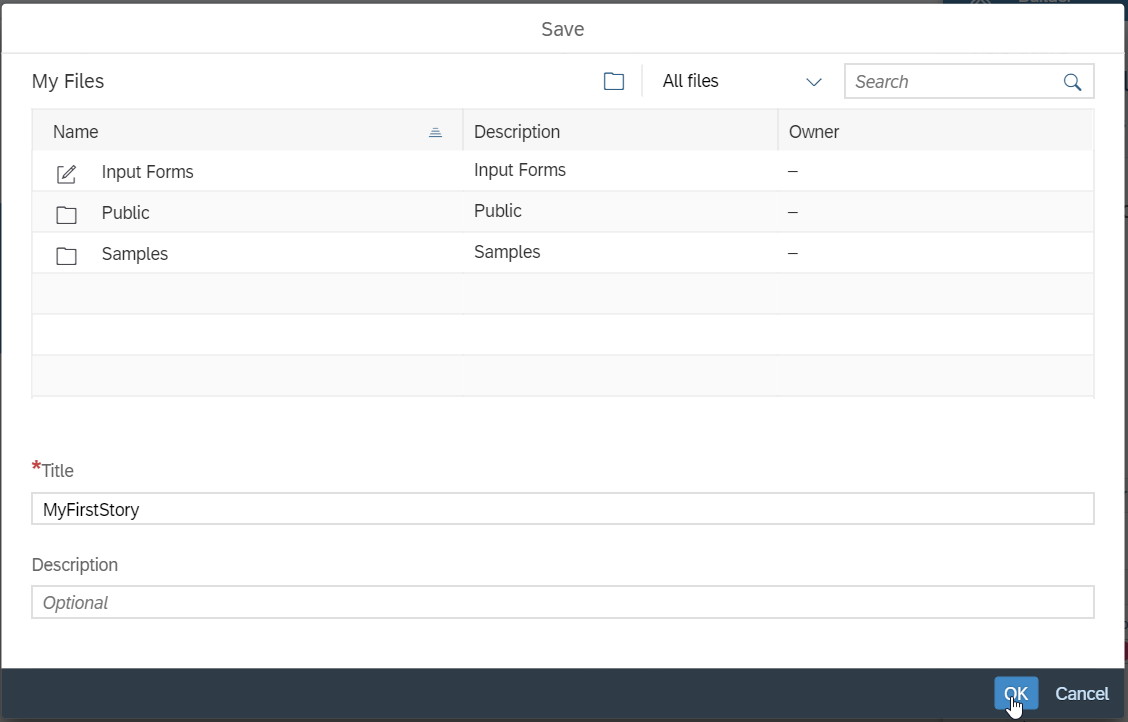 Save
My Files
All files
Search
Name Description Owner
Input Forms Input Forms –
Public Public –
Samples Samples –
*Title
MyFirstStory
Description
Optional
OK Cancel